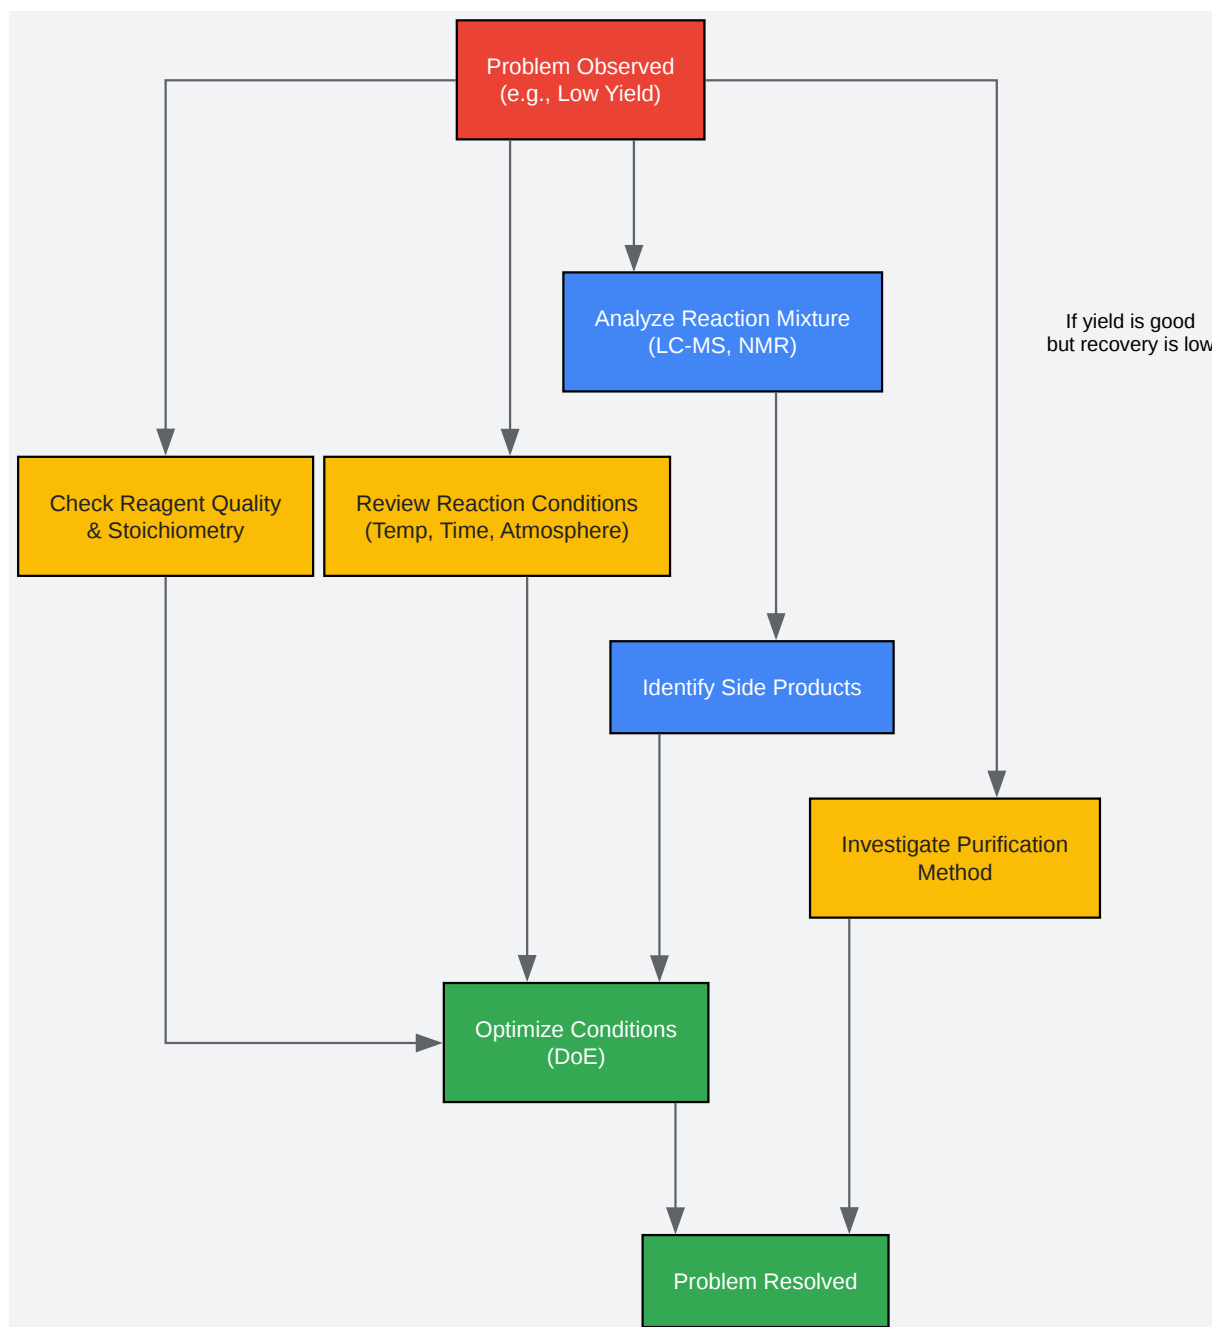 Problem Observed
(e.g., Low Yield)
Analyze Reaction Mixture
(LC-MS, NMR)
If yield is good
but recovery is low
Check Reagent Quality
& Stoichiometry
Review Reaction Conditions
(Temp, Time, Atmosphere)
Identify Side Products
Investigate Purification
Method
Optimize Conditions
(DoE)
Problem Resolved